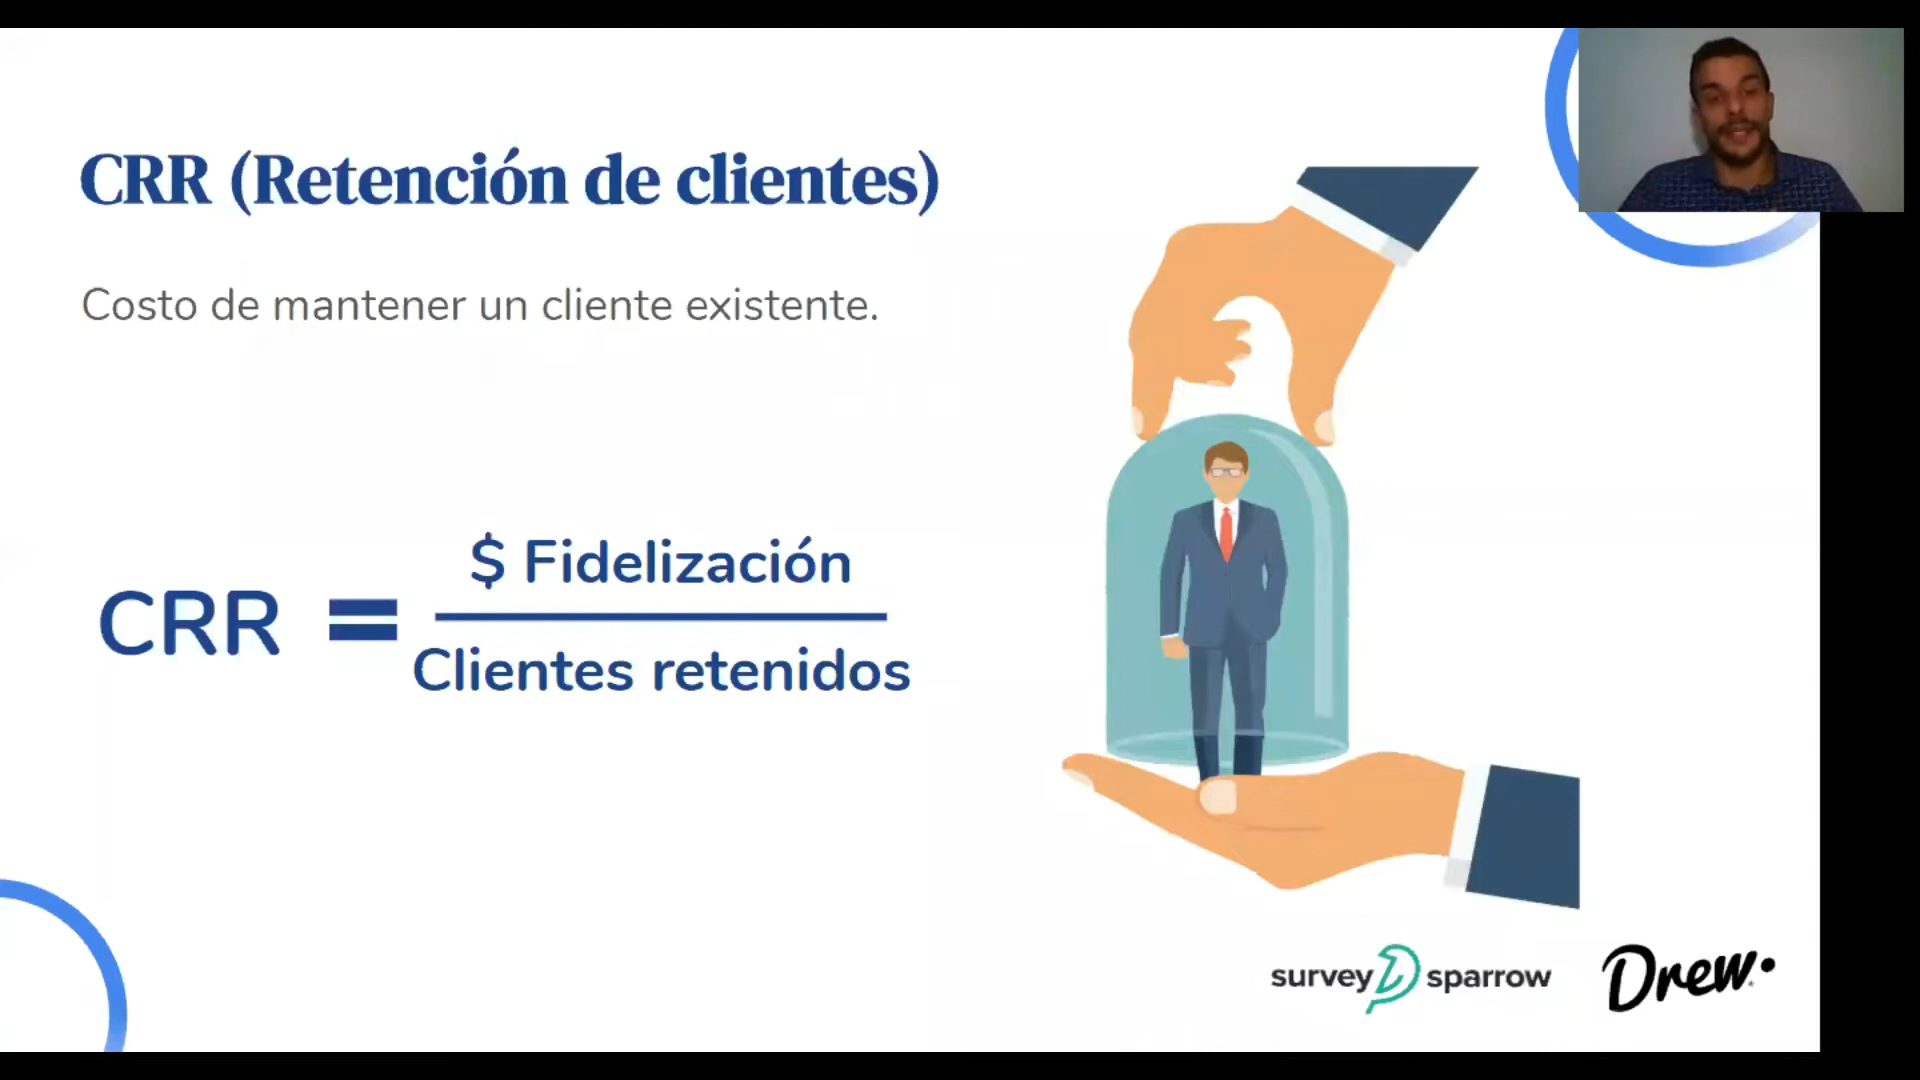 CRR (Retención de clientes)
Costo de mantener un cliente existente.
CRR = $ Fidelización
Clientes retenidos
survey sparrow
Drew.